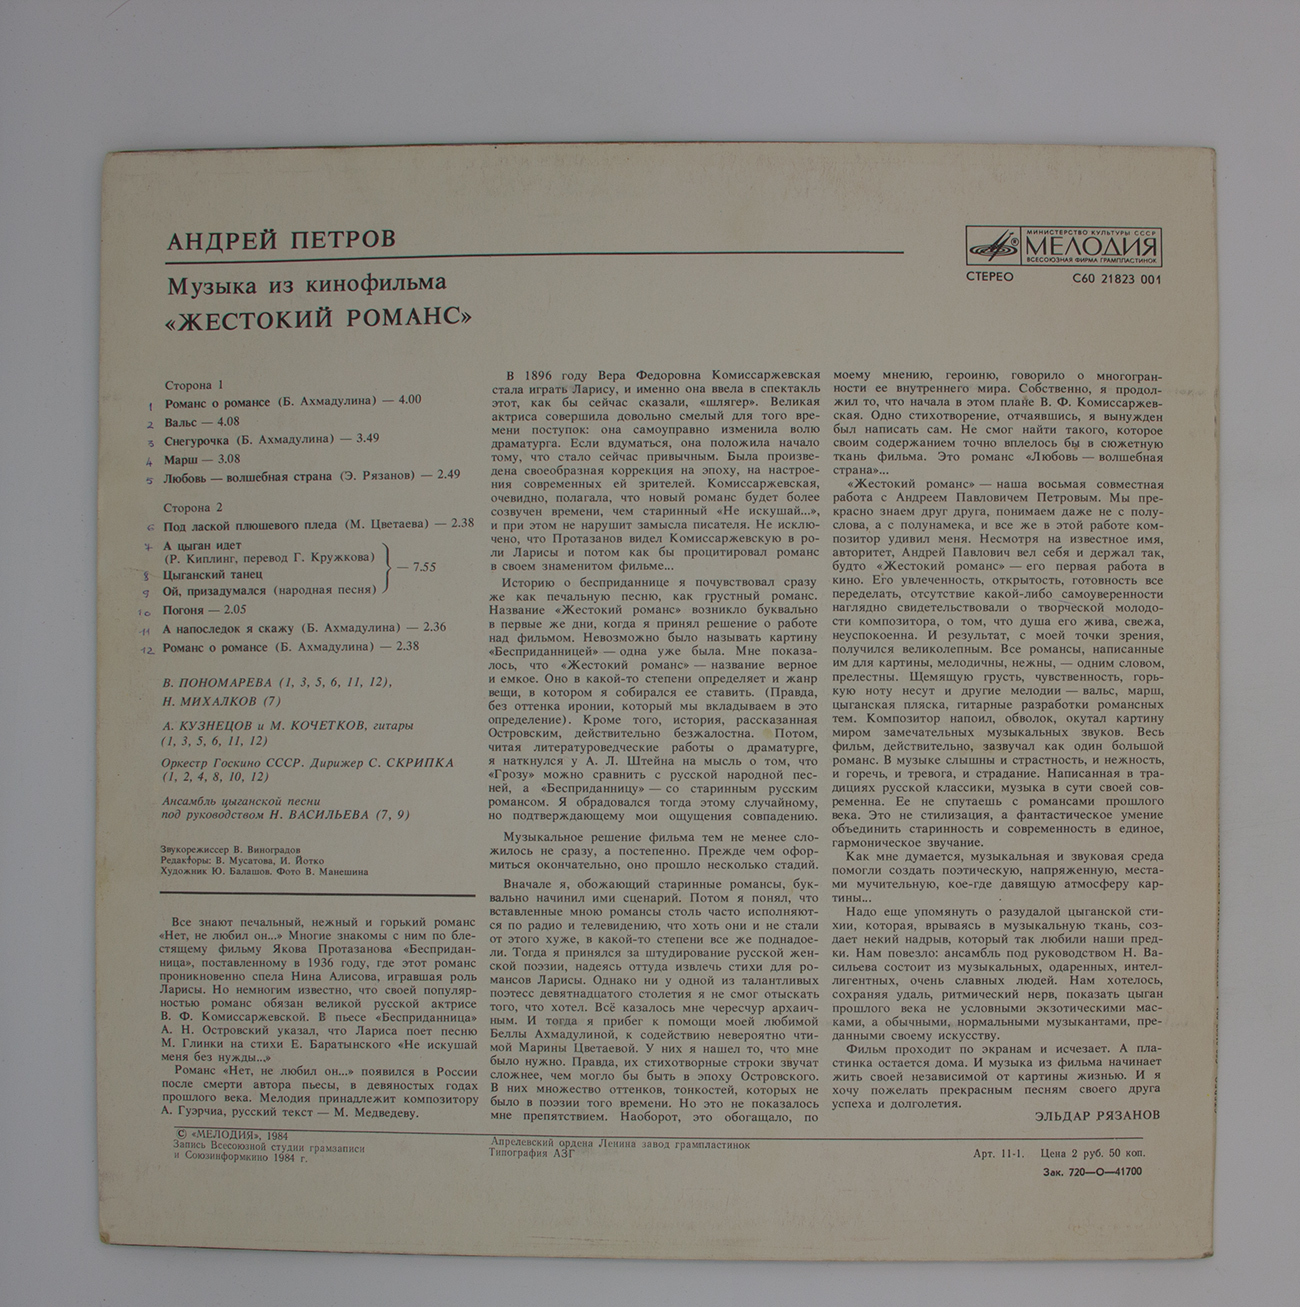 АНДРЕЙ ПЕТРОВ
Музыка из кинофильма
«ЖЕСТОКИЙ РОМАНС»
МИНИСТЕРСТВО КУЛЬТУРЫ СССР
® МЕЛОДИЯ
ВСЕСОЮЗНАЯ ФИРМА ГРАМПЛАСТИНОК
СТЕРЕО С60 21823 001
Сторона 1
1 Романс о романсе (Б. Ахмадулина) — 4.00
2 Вальс — 4.08
3 Снегурочка (Б. Ахмадулина) — 3.49
4 Марш — 3.08
5 Любовь — волшебная страна (Э. Рязанов) — 2.49
Сторона 2
6 Под лаской плюшевого пледа (М. Цветаева) — 2.38
7 А цыган идет
(Р. Киплинг, перевод Г. Кружкова)
8 Цыганский танец — 7.55
9 Ой, призадумался (народная песня)
10 Погоня — 2.05
11 А напоследок я скажу (Б. Ахмадулина) — 2.36
12 Романс о романсе (Б. Ахмадулина) — 2.38
В. ПОНОМАРЕВА (1, 3, 5, 6, 11, 12),
Н. МИХАЛКОВ (7)
А. КУЗНЕЦОВ и М. КОЧЕТКОВ, гитары
(1, 3, 5, 6, 11, 12)
Оркестр Госкино СССР. Дирижер С. СКРИПКА
(1, 2, 4, 8, 10, 12)
Ансамбль цыганской песни
под руководством Н. ВАСИЛЬЕВА (7, 9)
Звукорежиссер В. Виноградов
Редакторы: В. Мусатова, И. Йотко
Художник Ю. Балашов. Фото В. Манешина
Все знают печальный, нежный и горький романс
«Нет, не любил он...» Многие знакомы с ним по бле-
стящему фильму Якова Протазанова «Бесприdан-
ница», поставленному в 1936 году, где этот романс
проникновенно спела Нина Алисова, игравшая роль
Ларисы. Но немногим известно, что своей популяр-
ностью романс обязан великой русской актрисе
В. Ф. Комиссаржевской. В пьесе «Бесприданница»
А. Н. Островский указал, что Лариса поет песню
М. Глинки на стихи Е. Баратынского «Не искушай
меня без нужды...»
Романс «Нет, не любил он...» появился в России
после смерти автора пьесы, в девяностых годах
прошлого века. Мелодия принадлежит композитору
А. Гуэрчиа, русский текст — М. Медведеву.
В 1896 году Вера Федоровна Комиссаржевская
стала играть Ларису, и именно она ввела в спектакль
этот, как бы сейчас сказали, «шлягер». Великая
актриса совершила довольно смелый для того вре-
мени поступок: она самоуправно изменила волю
драматурга. Если вдуматься, она положила начало
тому, что стало сейчас привычным. Была произве-
дена своеобразная коррекция на эпоху, на настрое-
ния современных ей зрителей. Комиссаржевская,
очевидно, полагала, что новый романс будет более
созвучен времени, чем старинный «Не искушай...»,
и при этом не нарушит замысла писателя. Не исклю-
чено, что Протазанов видел Комиссаржевскую в ро-
ли Ларисы и потом как бы процитировал романс
в своем знаменитом фильме...
Историю о бесприданнице я почувствовал сразу
же как печальную песню, как грустный романс.
Название «Жестокий романс» возникло буквально
в первые же дни, когда я принял решение о работе
над фильмом. Невозможно было называть картину
«Бесприданницей» — одна уже была. Мне показа-
лось, что «Жестокий романс» — название верное
и емкое. Оно в какой-то степени определяет и жанр
вещи, в котором я собирался ее ставить. (Правда,
без оттенка иронии, который мы вкладываем в это
определение). Кроме того, история, рассказанная
Островским, действительно безжалостна. Потом,
читая литературоведческие работы о драматурге,
я наткнулся у А. Л. Штейна на мысль о том, что
«Грозу» можно сравнить с русской народной пес-
ней, а «Бесприданницу» — со старинным русским
романсом. Я обрадовался тогда этому случайному,
но подтверждающему мои ощущения совпадению.
Музыкальное решение фильма тем не менее сло-
жилось не сразу, а постепенно. Прежде чем офор-
миться окончательно, оно прошло несколько стадий.
Вначале я, обожающий старинные романсы, бук-
вально начинил ими сценарий. Потом я понял, что
вставленные мною романсы столь часто исполняют-
ся по радио и телевидению, что хоть они и не стали
от этого хуже, в какой-то степени все же поднадое-
ли. Тогда я принялся за штудирование русской жен-
ской поэзии, надеясь оттуда извлечь стихи для ро-
мансов Ларисы. Однако ни у одной из талантливых
поэтесс девятнадцатого столетия я не смог отыскать
того, что хотел. Всё казалось мне чересчур архаич-
ным. И тогда я прибег к помощи моей любимой
Беллы Ахмадулиной, к содействию невероятно чти-
мой Марины Цветаевой. У них я нашел то, что мне
было нужно. Правда, их стихотворные строки звучат
сложнее, чем могло бы быть в эпоху Островского.
В них множество оттенков, тонкостей, которых не
было в поэзии того времени. Но это не показалось
мне препятствием. Наоборот, это обогащало, по
моему мнению, героиню, говорило о многогран-
ности ее внутреннего мира. Собственно, я продол-
жил то, что начала в этом плане В. Ф. Комиссаржев-
ская. Одно стихотворение, отчаявшись, я вынужден
был написать сам. Не смог найти такого, которое
своим содержанием точно вплелось бы в сюжетную
ткань фильма. Это романс «Любовь — волшебная
страна»...
«Жестокий романс» — наша восьмая совместная
работа с Андреем Павловичем Петровым. Мы пре-
красно знаем друг друга, понимаем даже не с полу-
слова, а с полунамека, и все же в этой работе ком-
позитор удивил меня. Несмотря на известное имя,
авторитет, Андрей Павлович вел себя и держал так,
будто «Жестокий романс» — его первая работа в
кино. Его увлеченность, открытость, готовность все
переделать, отсутствие какой-либо самоуверенности
наглядно свидетельствовали о творческой молодо-
сти композитора, о том, что душа его жива, свежа,
неуспокоенна. И результат, с моей точки зрения,
получился великолепным. Все романсы, написанные
им для картины, мелодичны, нежны, — одним словом,
прелестны. Щемящую грусть, чувственность, горь-
кую ноту несут и другие мелодии — вальс, марш,
цыганская пляска, гитарные разработки романсных
тем. Композитор напоил, обволок, окутал картину
миром замечательных музыкальных звуков. Весь
фильм, действительно, зазвучал как один большой
романс. В музыке слышны и страстность, и нежность,
и горечь, и тревога, и страдание. Написанная в тра-
дициях русской классики, музыка в сути своей сов-
ременна. Ее не спутаешь с романсами прошлого
века. Это не стилизация, а фантастическое умение
объединить старинность и современность в единое,
гармоническое звучание.
Как мне думается, музыкальная и звуковая среда
помогли создать поэтическую, напряженную, места-
ми мучительную, кое-где давящую атмосферу кар-
тины...
Надо еще упомянуть о разудалой цыганской сти-
хии, которая, врываясь в музыкальную ткань, соз-
дает некий надрыв, который так любили наши пред-
ки. Нам повезло: ансамбль под руководством Н. Ва-
сильева состоит из музыкальных, одаренных, интел-
лигентных, очень славных людей. Нам хотелось,
сохраняя удаль, ритмический нерв, показать цыган
прошлого века не условными экзотическими мас-
ками, а обычными, нормальными музыкантами, пре-
данными своему искусству.
Фильм проходит по экранам и исчезает. А пла-
стинка остается дома. И музыка из фильма начинает
жить своей независимой от картины жизнью. И я
хочу пожелать прекрасным песням своего друга
успеха и долголетия.
ЭЛЬДАР РЯЗАНОВ
© «МЕЛОДИЯ», 1984
Запись Всесоюзной студии грамзаписи
и Союзинформкино 1984 г.
Апрелевский ордена Ленина завод грампластинок
Типография АЗГ
Арт. 11-1. Цена 2 руб. 50 коп.
Зак. 720—О—41700